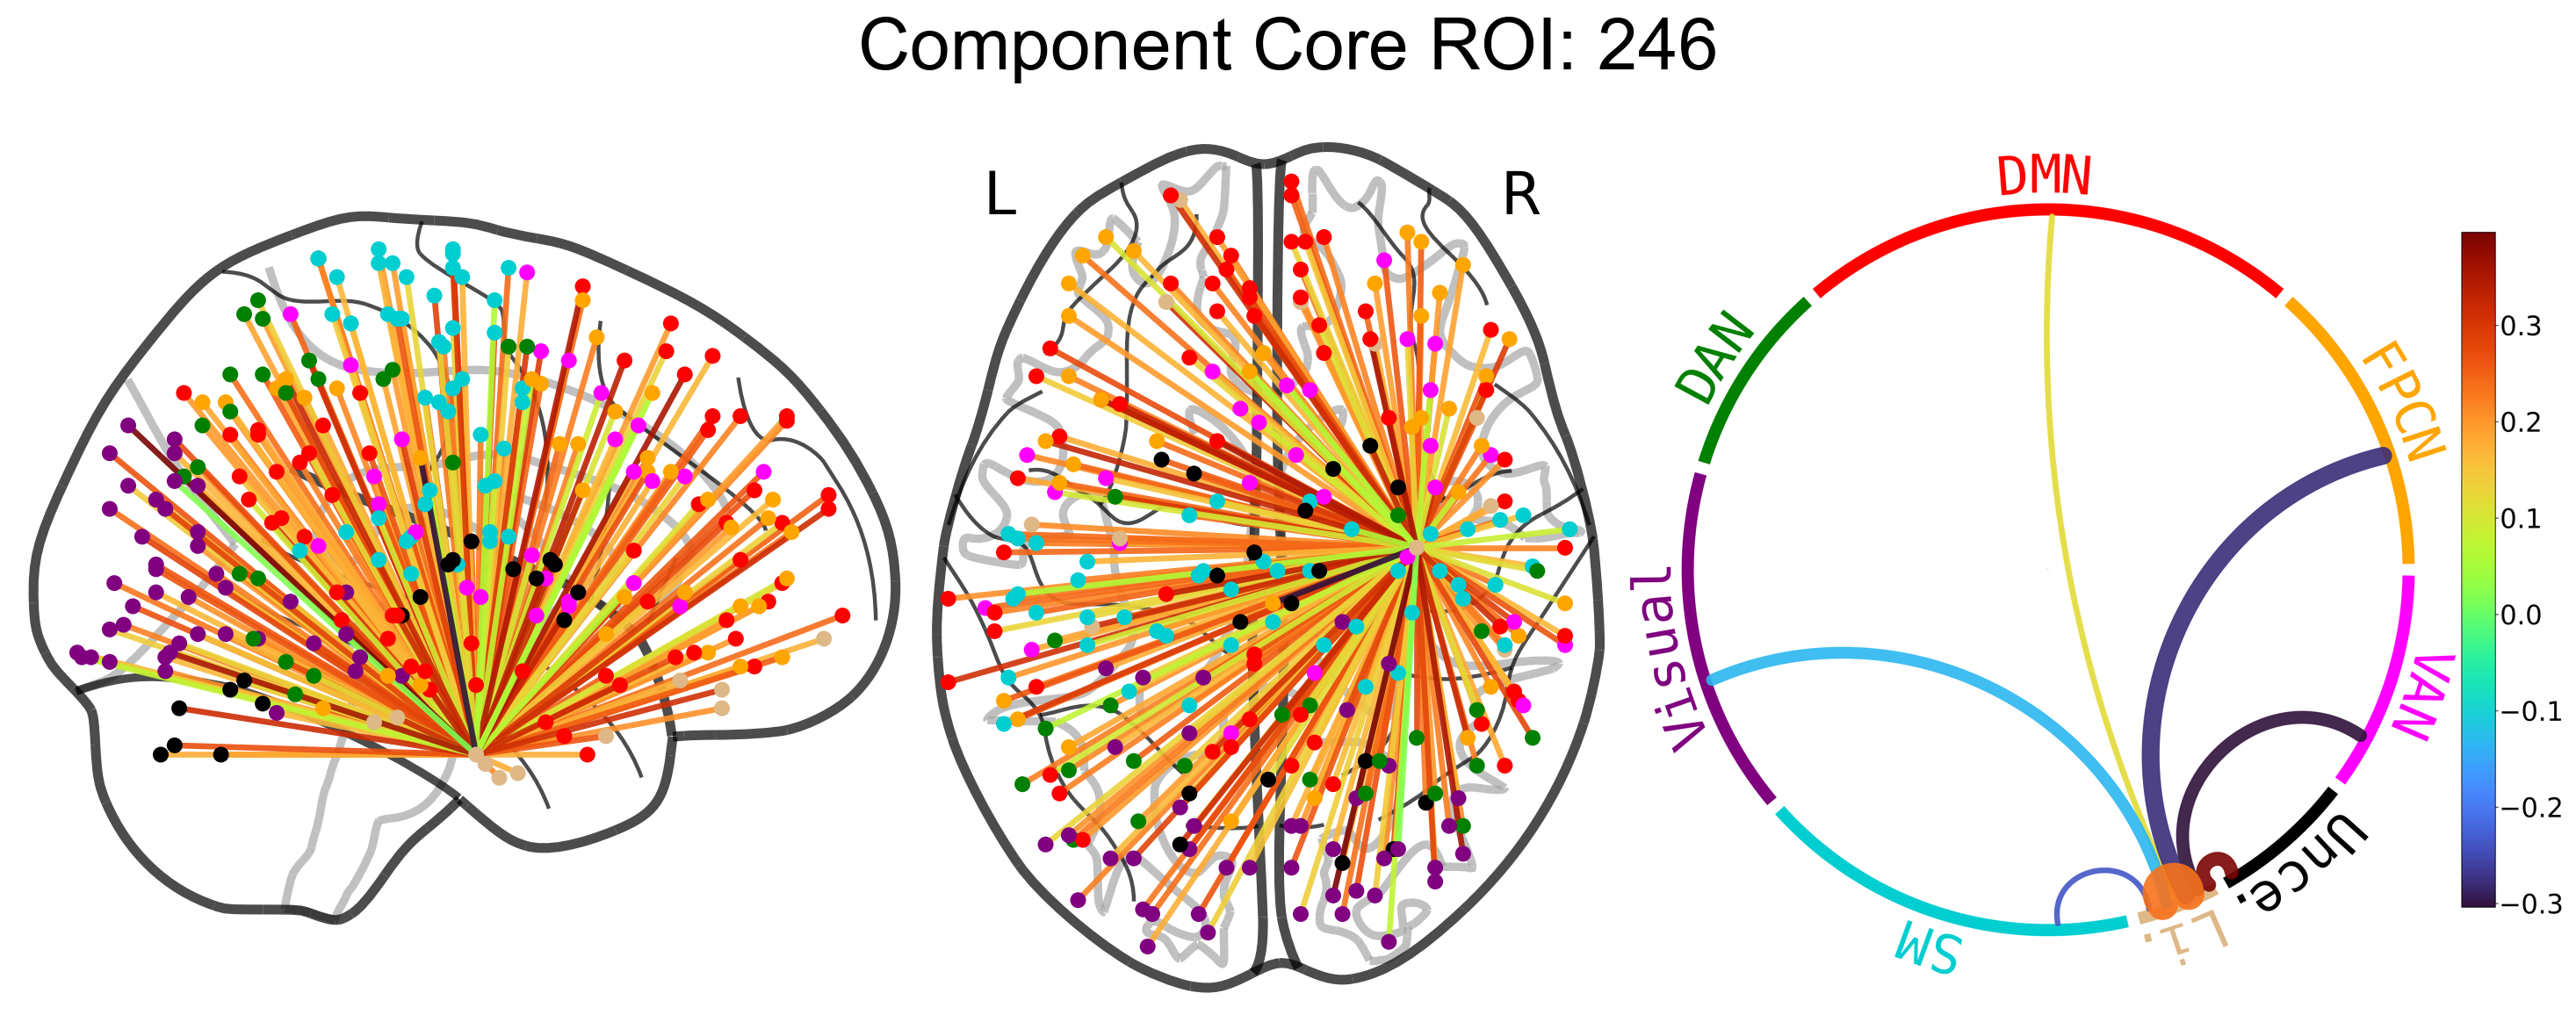 Component Core ROI: 246
L
R
DMN
DAN
FPCN
Visual
VAN
SM
Li.
Unce.
0.3
0.2
0.1
0.0
−0.1
−0.2
−0.3